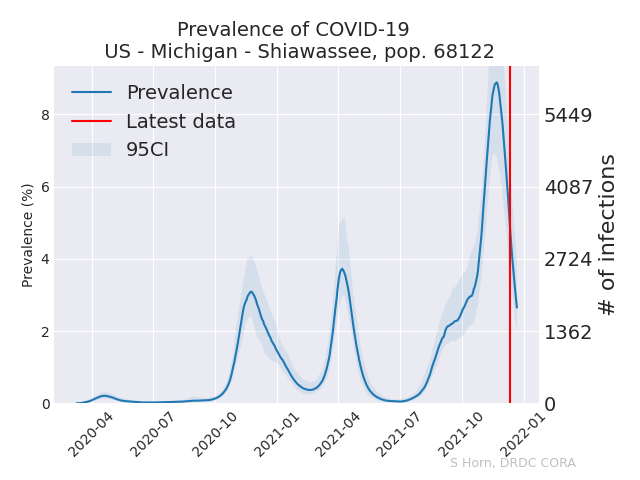 Prevalence of COVID-19
US - Michigan - Shiawassee, pop. 68122
Prevalence
Latest data
95CI
Prevalence (%)
0
2
4
6
8
# of infections
0
1362
2724
4087
5449
2020-04
2020-07
2020-10
2021-01
2021-04
2021-07
2021-10
2022-01
S Horn, DRDC CORA